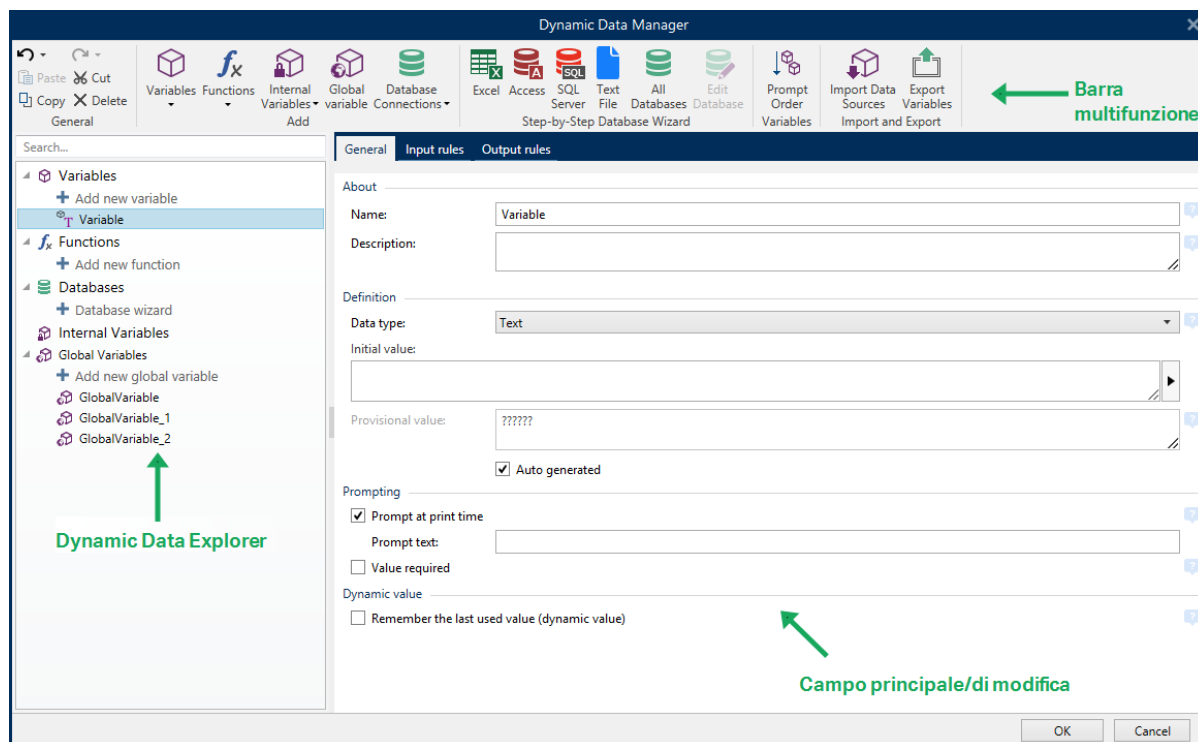 Dynamic Data Manager
Paste Cut
Copy Delete
General
Variables Functions Internal Variables Global variable Database Connections
Add
Excel Access SQL Server Text File All Databases Edit Database
Step-by-Step Database Wizard
Prompt Order
Variables
Import Data Sources Export Variables
Import and Export
Barra
multifunzione
Search...
Variables
Add new variable
Variable
Functions
Add new function
Databases
Database wizard
Internal Variables
Global Variables
Add new global variable
GlobalVariable
GlobalVariable_1
GlobalVariable_2
Dynamic Data Explorer
General Input rules Output rules
About
Name: Variable
Description:
Definition
Data type: Text
Initial value:
Provisional value: ??????
Auto generated
Prompting
Prompt at print time
Prompt text:
Value required
Dynamic value
Remember the last used value (dynamic value)
Campo principale/di modifica
OK Cancel